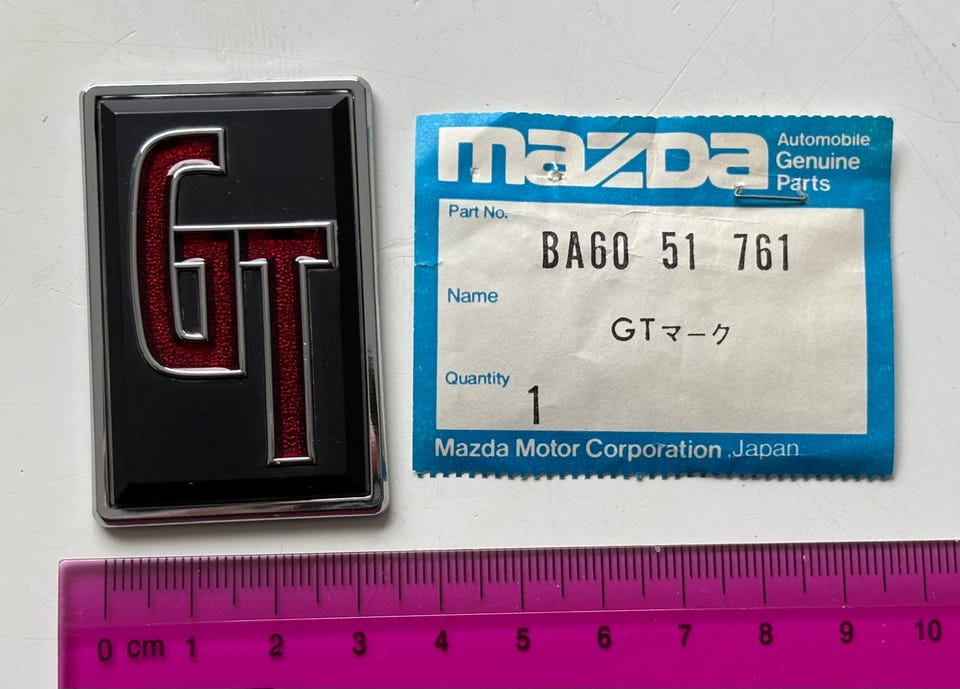 GT
mazda
Automobile
Genuine
Parts
Part No.
BA60 51 761
Name
GTマーク
Quantity
1
Mazda Motor Corporation ,Japan
0 cm 1 2 3 4 5 6 7 8 9 10